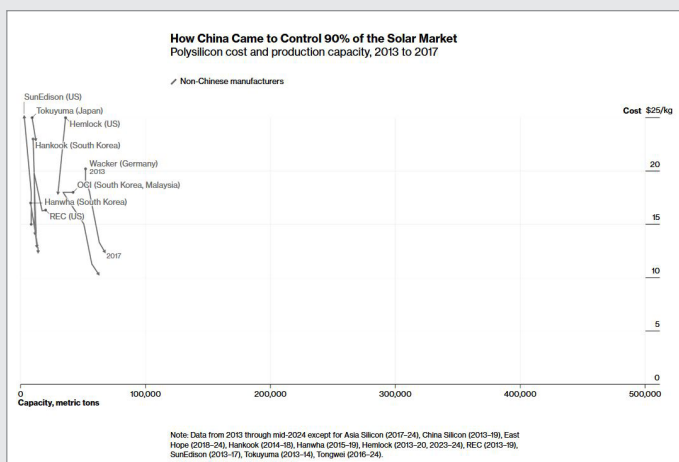 How China Came to Control 90% of the Solar Market
Polysilicon cost and production capacity, 2013 to 2017
Non-Chinese manufacturers
SunEdison (US)
Tokuyuma (Japan)
Hemlock (US)
Hankook (South Korea)
Wacker (Germany)
2013
OCI (South Korea, Malaysia)
Hanwha (South Korea)
REC (US)
2017
Cost $25/kg
20
15
10
5
0
0 100,000 200,000 300,000 400,000 500,000
Capacity, metric tons
Note: Data from 2013 through mid-2024 except for Asia Silicon (2017–24), China Silicon (2013–19), East
Hope (2018–24), Hankook (2014–18), Hanwha (2015–19), Hemlock (2013–20, 2023–24), REC (2013–19),
SunEdison (2013–17), Tokuyuma (2013–14), Tongwei (2016–24).